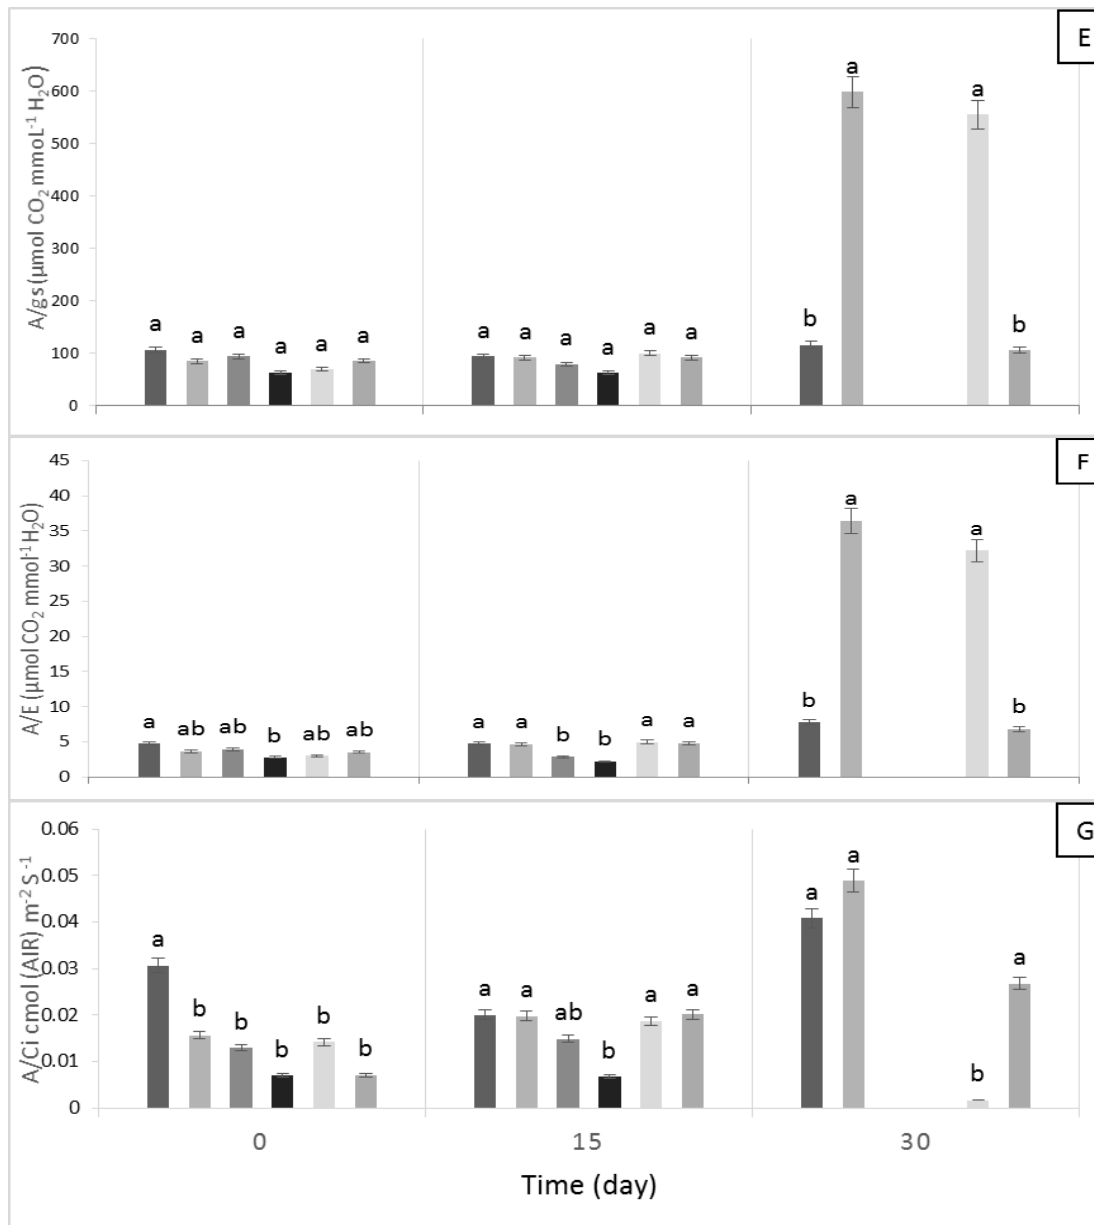 E
A/gs (µmol CO₂ mmoL⁻¹ H₂O)
700
600
500
400
300
200
100
0
a a a a a a
a a a a a a
b a a b
F
A/E (µmol CO₂ mmol⁻¹H₂O)
45
40
35
30
25
20
15
10
5
0
a ab ab b ab ab
a a b b a a
b a a b
G
A/Ci cmol (AIR) m⁻² S⁻¹
0.06
0.05
0.04
0.03
0.02
0.01
0
a b b b b b
a a ab b a a
a a b a
0 15 30
Time (day)